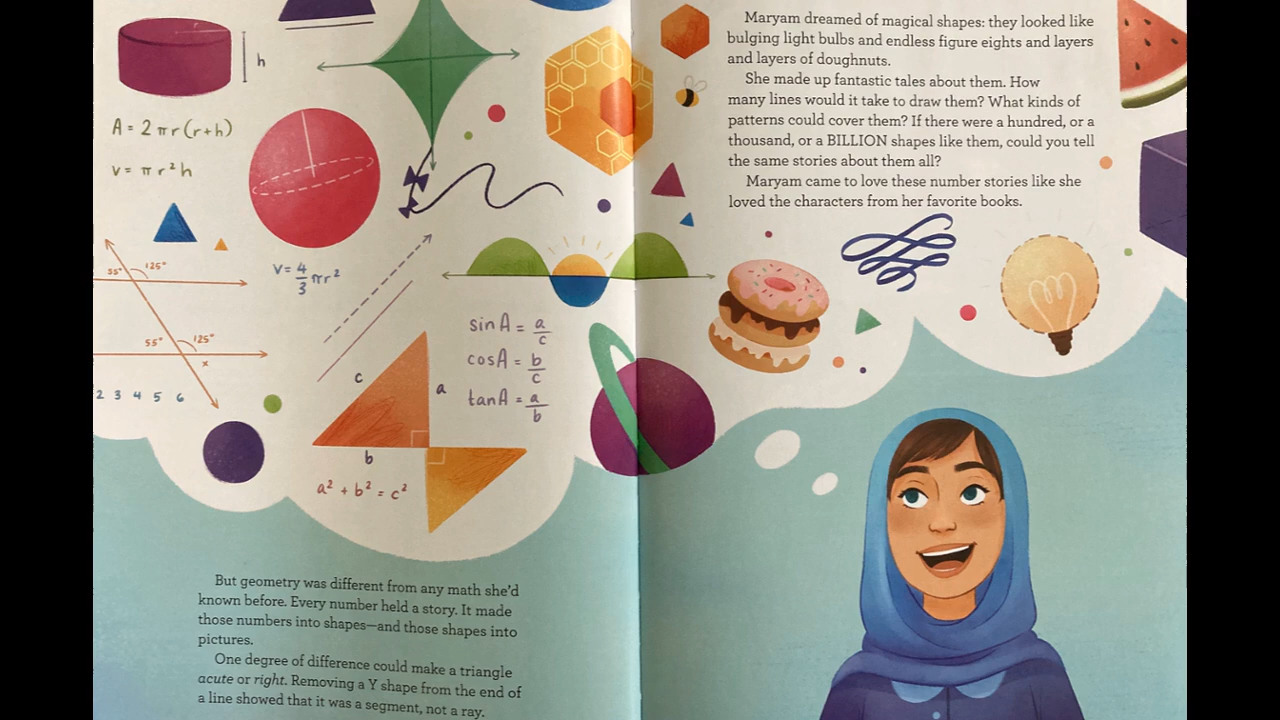 h
A = 2πr(r+h)
v = πr²h
55° 125°
V = 4/3 πr²
55° 125°
x
2 3 4 5 6
c
a
b
sin A = a/c
cos A = b/c
tan A = a/b
a² + b² = c²
But geometry was different from any math she’d
known before. Every number held a story. It made
those numbers into shapes—and those shapes into
pictures.
One degree of difference could make a triangle
acute or right. Removing a Y shape from the end of
a line showed that it was a segment, not a ray.
Maryam dreamed of magical shapes: they looked like
bulging light bulbs and endless figure eights and layers
and layers of doughnuts.
She made up fantastic tales about them. How
many lines would it take to draw them? What kinds of
patterns could cover them? If there were a hundred, or a
thousand, or a BILLION shapes like them, could you tell
the same stories about them all?
Maryam came to love these number stories like she
loved the characters from her favorite books.